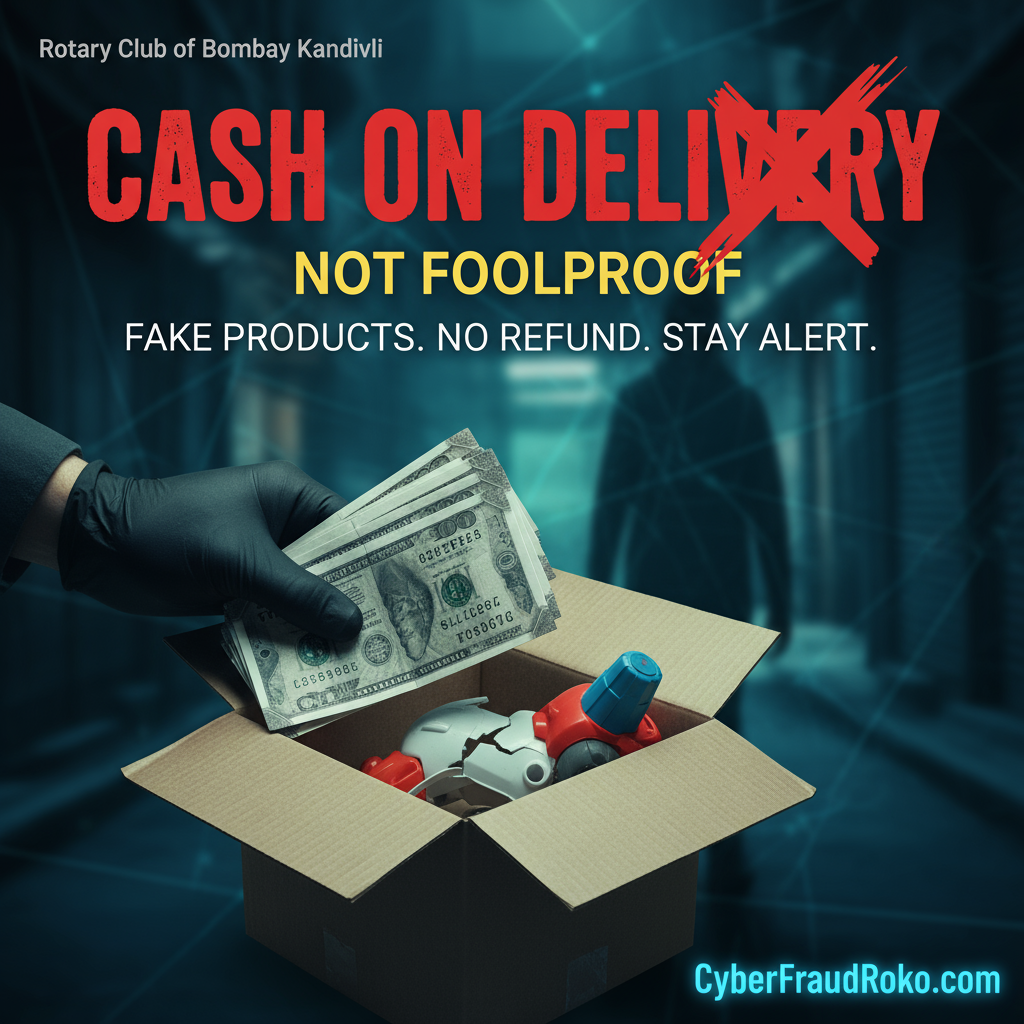 Rotary Club of Bombay Kandivli
CASH ON DELIVERY
NOT FOOLPROOF
FAKE PRODUCTS. NO REFUND. STAY ALERT.
CyberFraudRoko.com